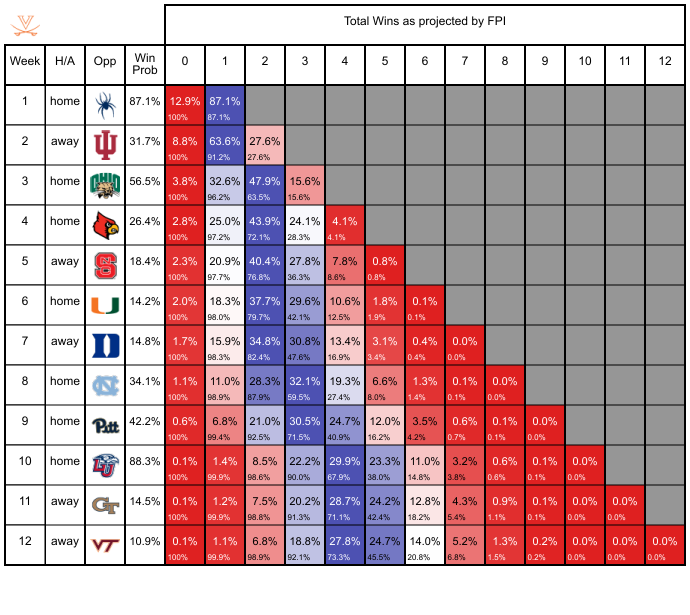 Total Wins as projected by FPI
Week H/A Opp Win Prob 0 1 2 3 4 5 6 7 8 9 10 11 12
1 home 87.1% 12.9% 87.1%
100% 87.1%
2 away 31.7% 8.8% 63.6% 27.6%
100% 91.2% 27.6%
3 home OHIO 56.5% 3.8% 32.6% 47.9% 15.6%
100% 96.2% 63.5% 15.6%
4 home 26.4% 2.8% 25.0% 43.9% 24.1% 4.1%
100% 97.2% 72.1% 28.3% 4.1%
5 away S 18.4% 2.3% 20.9% 40.4% 27.8% 7.8% 0.8%
100% 97.7% 76.8% 36.3% 8.6% 0.8%
6 home U 14.2% 2.0% 18.3% 37.7% 29.6% 10.6% 1.8% 0.1%
100% 98.0% 79.7% 42.1% 12.5% 1.9% 0.1%
7 away D 14.8% 1.7% 15.9% 34.8% 30.8% 13.4% 3.1% 0.4% 0.0%
100% 98.3% 82.4% 47.6% 16.9% 3.4% 0.4% 0.0%
8 home NC 34.1% 1.1% 11.0% 28.3% 32.1% 19.3% 6.6% 1.3% 0.1% 0.0%
100% 98.9% 87.9% 59.5% 27.4% 8.0% 1.4% 0.1% 0.0%
9 home Pitt 42.2% 0.6% 6.8% 21.0% 30.5% 24.7% 12.0% 3.5% 0.6% 0.1% 0.0%
100% 99.4% 92.5% 71.5% 40.9% 16.2% 4.2% 0.7% 0.1% 0.0%
10 home LU 88.3% 0.1% 1.4% 8.5% 22.2% 29.9% 23.3% 11.0% 3.2% 0.6% 0.1% 0.0%
100% 99.9% 98.6% 90.0% 67.9% 38.0% 14.8% 3.8% 0.6% 0.1% 0.0%
11 away GT 14.5% 0.1% 1.2% 7.5% 20.2% 28.7% 24.2% 12.8% 4.3% 0.9% 0.1% 0.0% 0.0%
100% 99.9% 98.8% 91.3% 71.1% 42.4% 18.2% 5.4% 1.1% 0.1% 0.0% 0.0%
12 away VT 10.9% 0.1% 1.1% 6.8% 18.8% 27.8% 24.7% 14.0% 5.2% 1.3% 0.2% 0.0% 0.0% 0.0%
100% 99.9% 98.9% 92.1% 73.3% 45.5% 20.8% 6.8% 1.5% 0.2% 0.0% 0.0% 0.0%